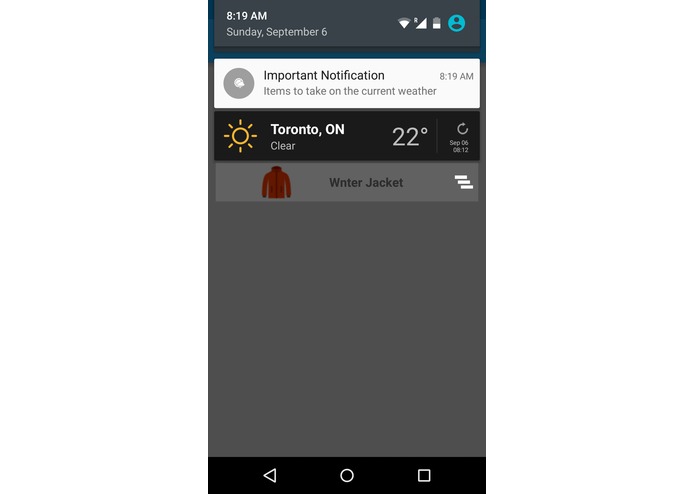 8:19 AM
Sunday, September 6
R
Important Notification
8:19 AM
Items to take on the current weather
Toronto, ON
22°
Clear
Sep 06
08:12
Wnter Jacket